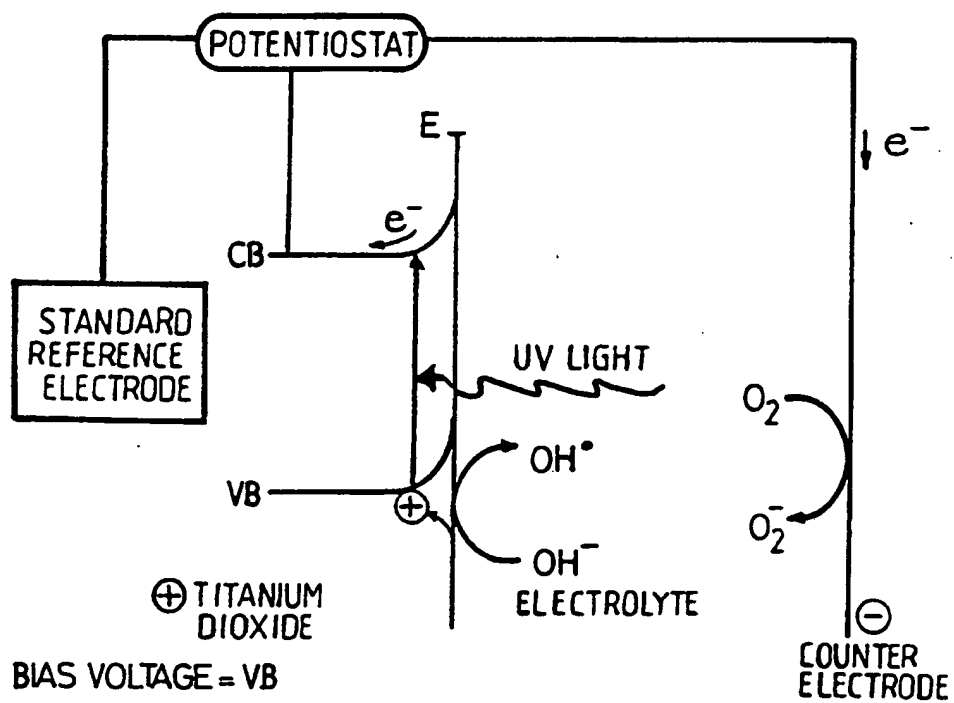 POTENTIOSTAT
E
e⁻
e⁻
CB
STANDARD
REFERENCE
ELECTRODE
UV LIGHT
O₂
OH•
VB
+
O₂⁻
OH⁻
ELECTROLYTE
+ TITANIUM
DIOXIDE
−
COUNTER
ELECTRODE
BIAS VOLTAGE = VB